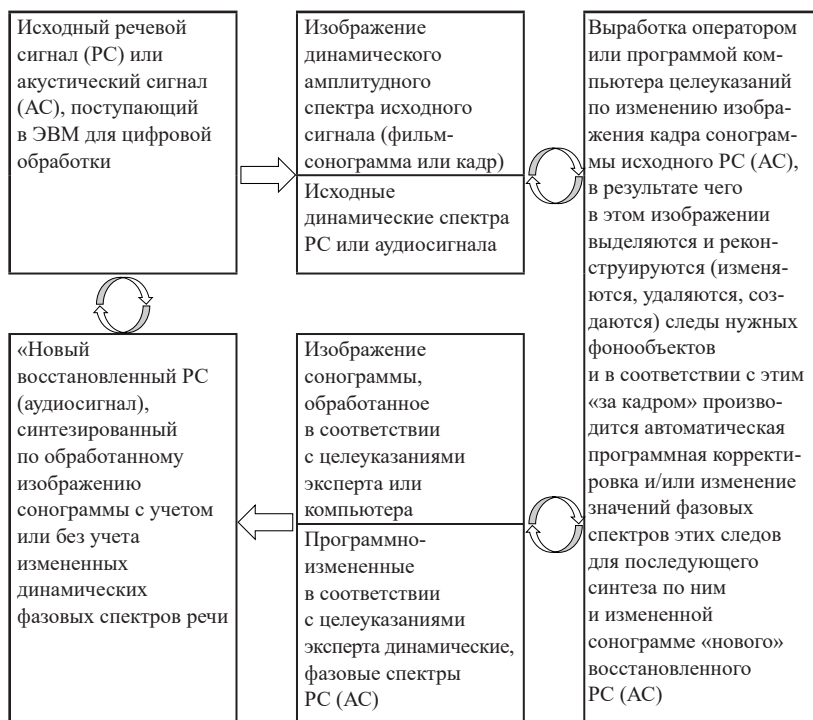 Исходный речевой
сигнал (РС) или
акустический сигнал
(АС), поступающий
в ЭВМ для цифровой
обработки
Изображение
динамического
амплитудного
спектра исходного
сигнала (фильм-
сонограмма или кадр)
Исходные
динамические спектра
РС или аудиосигнала
Выработка оператором
или программой ком-
пьютера целеуказаний
по изменению изобра-
жения кадра сонограм-
мы исходного РС (АС),
в результате чего
в этом изображении
выделяются и рекон-
струируются (изменя-
ются, удаляются, соз-
даются) следы нужных
фонообъектов
и в соответствии с этим
«за кадром» произво-
дится автоматическая
программная корректи-
ровка и/или изменение
значений фазовых
спектров этих следов
для последующего
синтеза по ним
и измененной
сонограмме «нового»
восстановленного
РС (АС)
Изображение
сонограммы,
обработанное
в соответствии
с целеуказаниями
эксперта или
компьютера
Программно-
измененные
в соответствии
с целеуказаниями
эксперта динамические,
фазовые спектры
РС (АС)
«Новый
восстановленный РС
(аудиосигнал),
синтезированный
по обработанному
изображению
сонограммы с учетом
или без учета
измененных
динамических
фазовых спектров речи